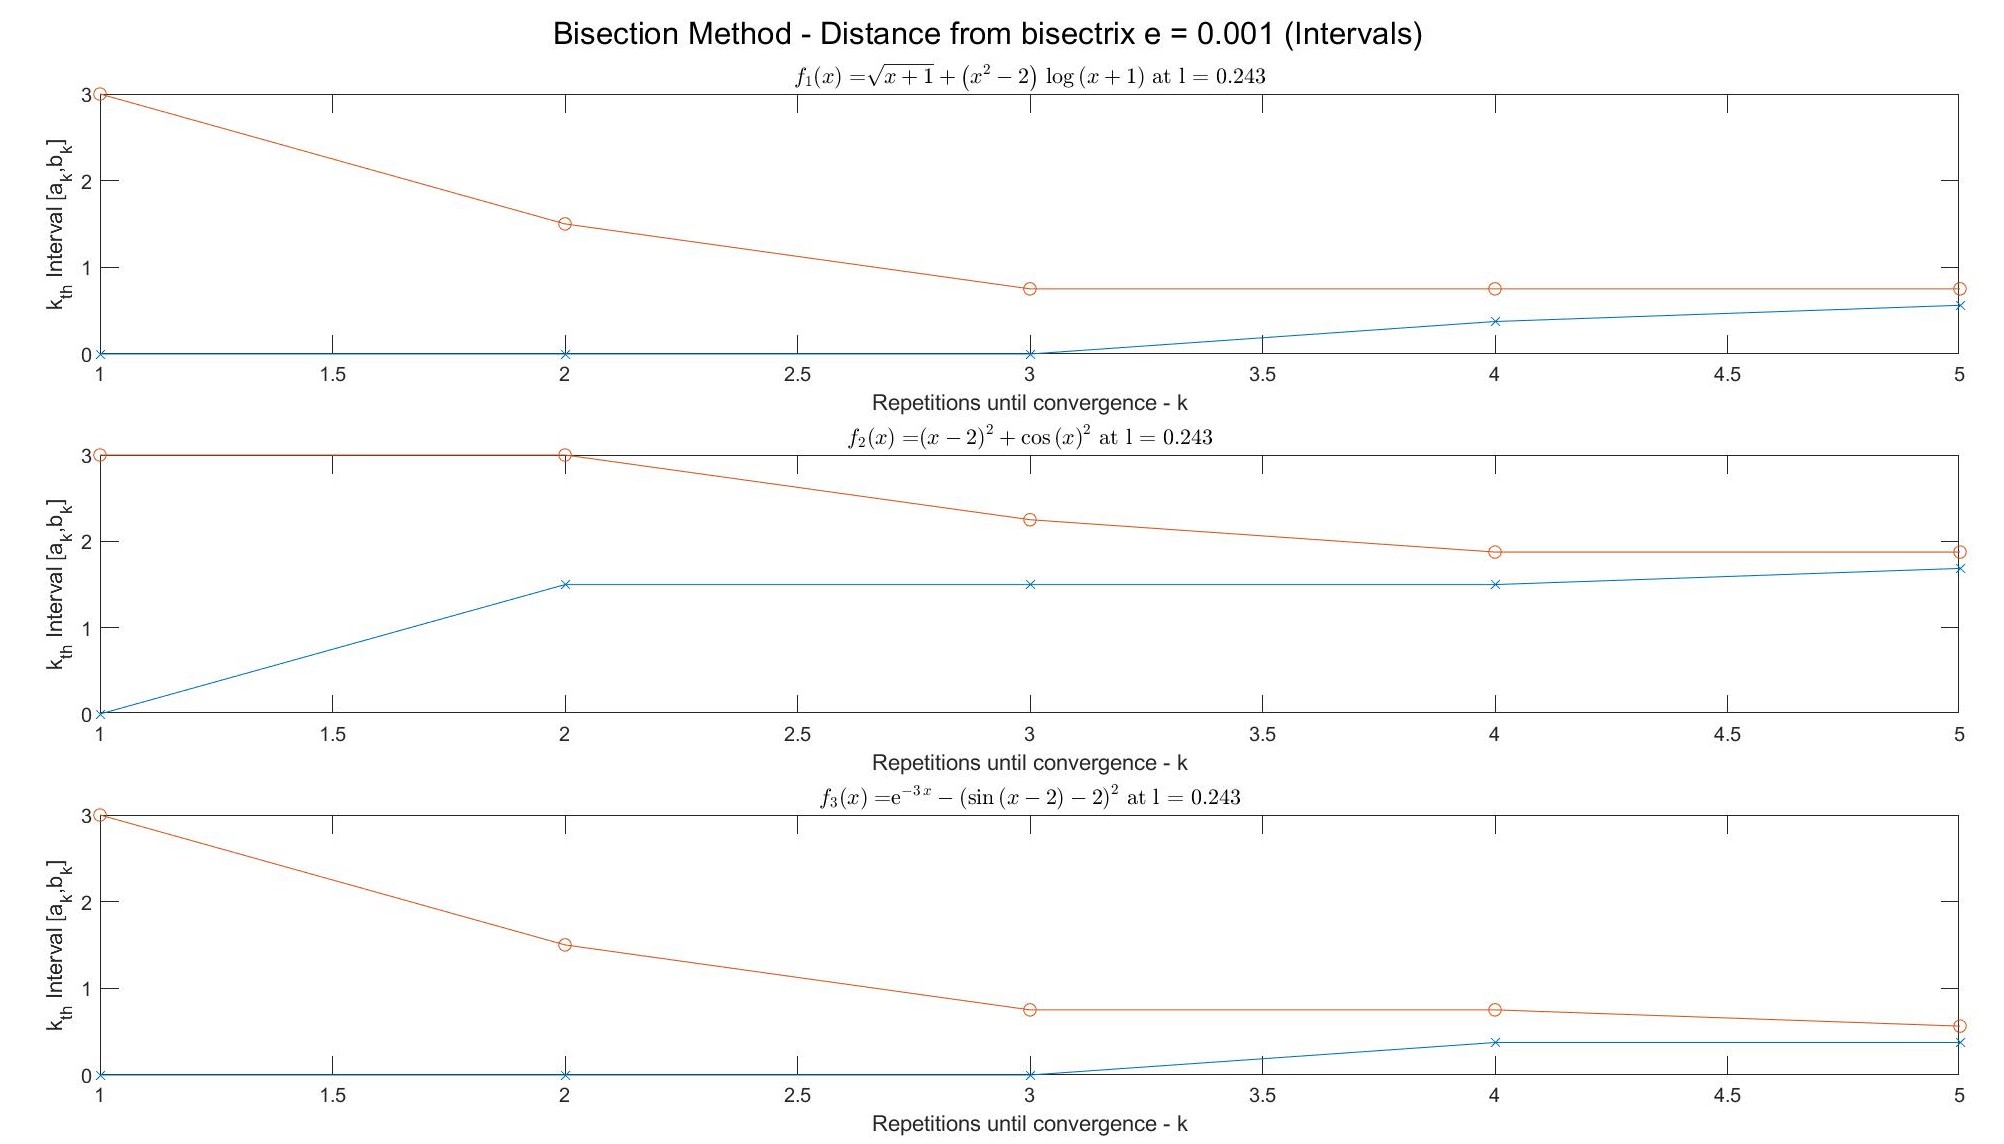 Bisection Method - Distance from bisectrix e = 0.001 (Intervals)
f₁(x) =√(x + 1) + (x² − 2) log (x + 1) at l = 0.243
3
2
1
0
k_th Interval [a_k,b_k]
1 1.5 2 2.5 3 3.5 4 4.5 5
Repetitions until convergence - k
f₂(x) =(x − 2)² + cos (x)² at l = 0.243
3
2
1
0
k_th Interval [a_k,b_k]
1 1.5 2 2.5 3 3.5 4 4.5 5
Repetitions until convergence - k
f₃(x) =e^(−3 x) − (sin (x − 2) − 2)² at l = 0.243
3
2
1
0
k_th Interval [a_k,b_k]
1 1.5 2 2.5 3 3.5 4 4.5 5
Repetitions until convergence - k